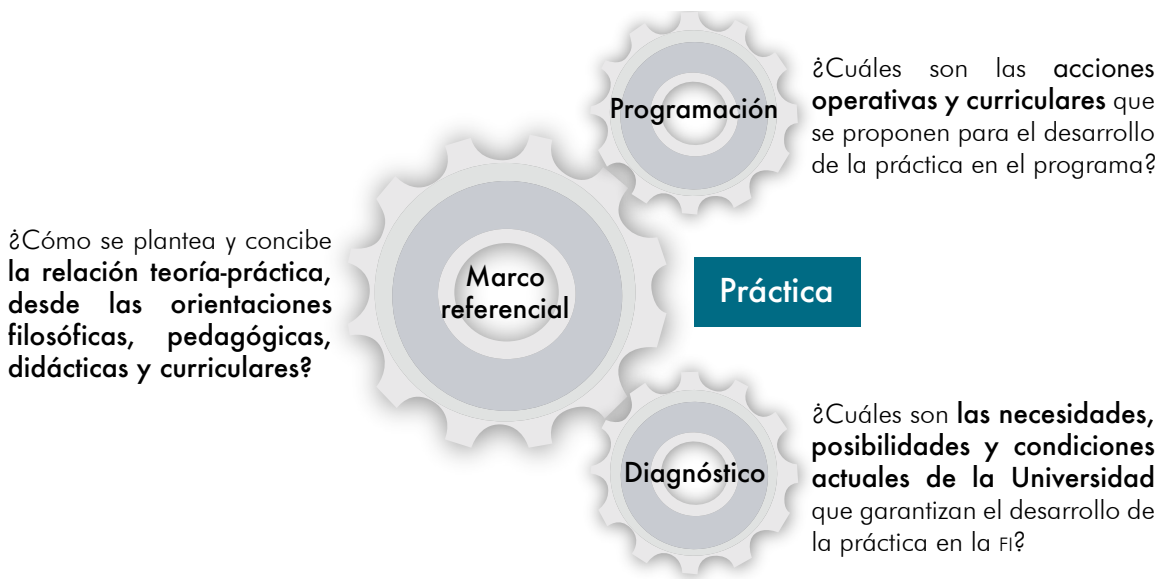 Programación
¿Cuáles son las acciones
operativas y curriculares que
se proponen para el desarrollo
de la práctica en el programa?
¿Cómo se plantea y concibe
la relación teoría-práctica,
desde las orientaciones
filosóficas, pedagógicas,
didácticas y curriculares?
Marco
referencial
Práctica
Diagnóstico
¿Cuáles son las necesidades,
posibilidades y condiciones
actuales de la Universidad
que garantizan el desarrollo de
la práctica en la FI?